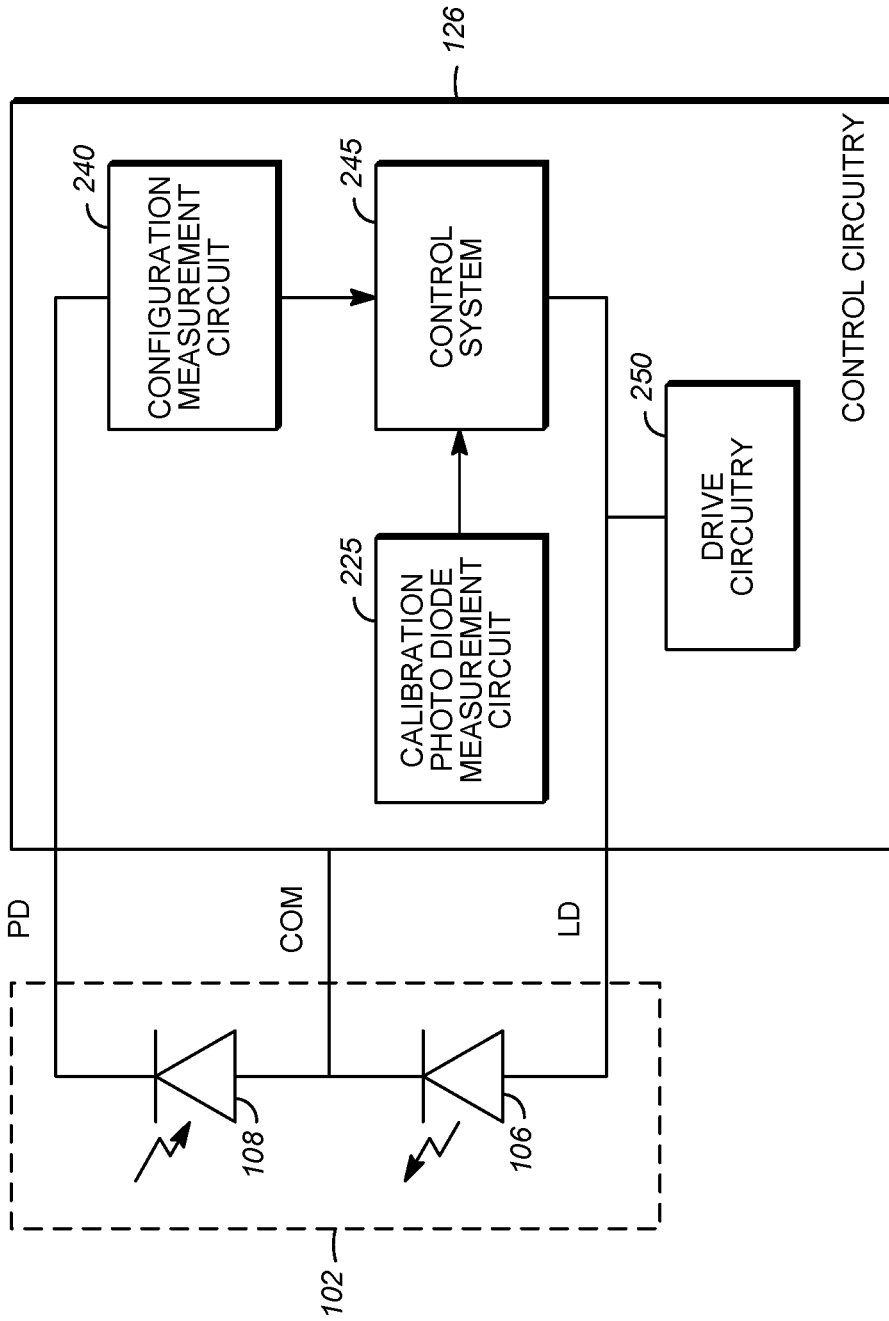 102
108
106
PD
COM
LD
126
240
CONFIGURATION
MEASUREMENT
CIRCUIT
225
CALIBRATION
PHOTO DIODE
MEASUREMENT
CIRCUIT
245
CONTROL
SYSTEM
250
DRIVE
CIRCUITRY
CONTROL CIRCUITRY